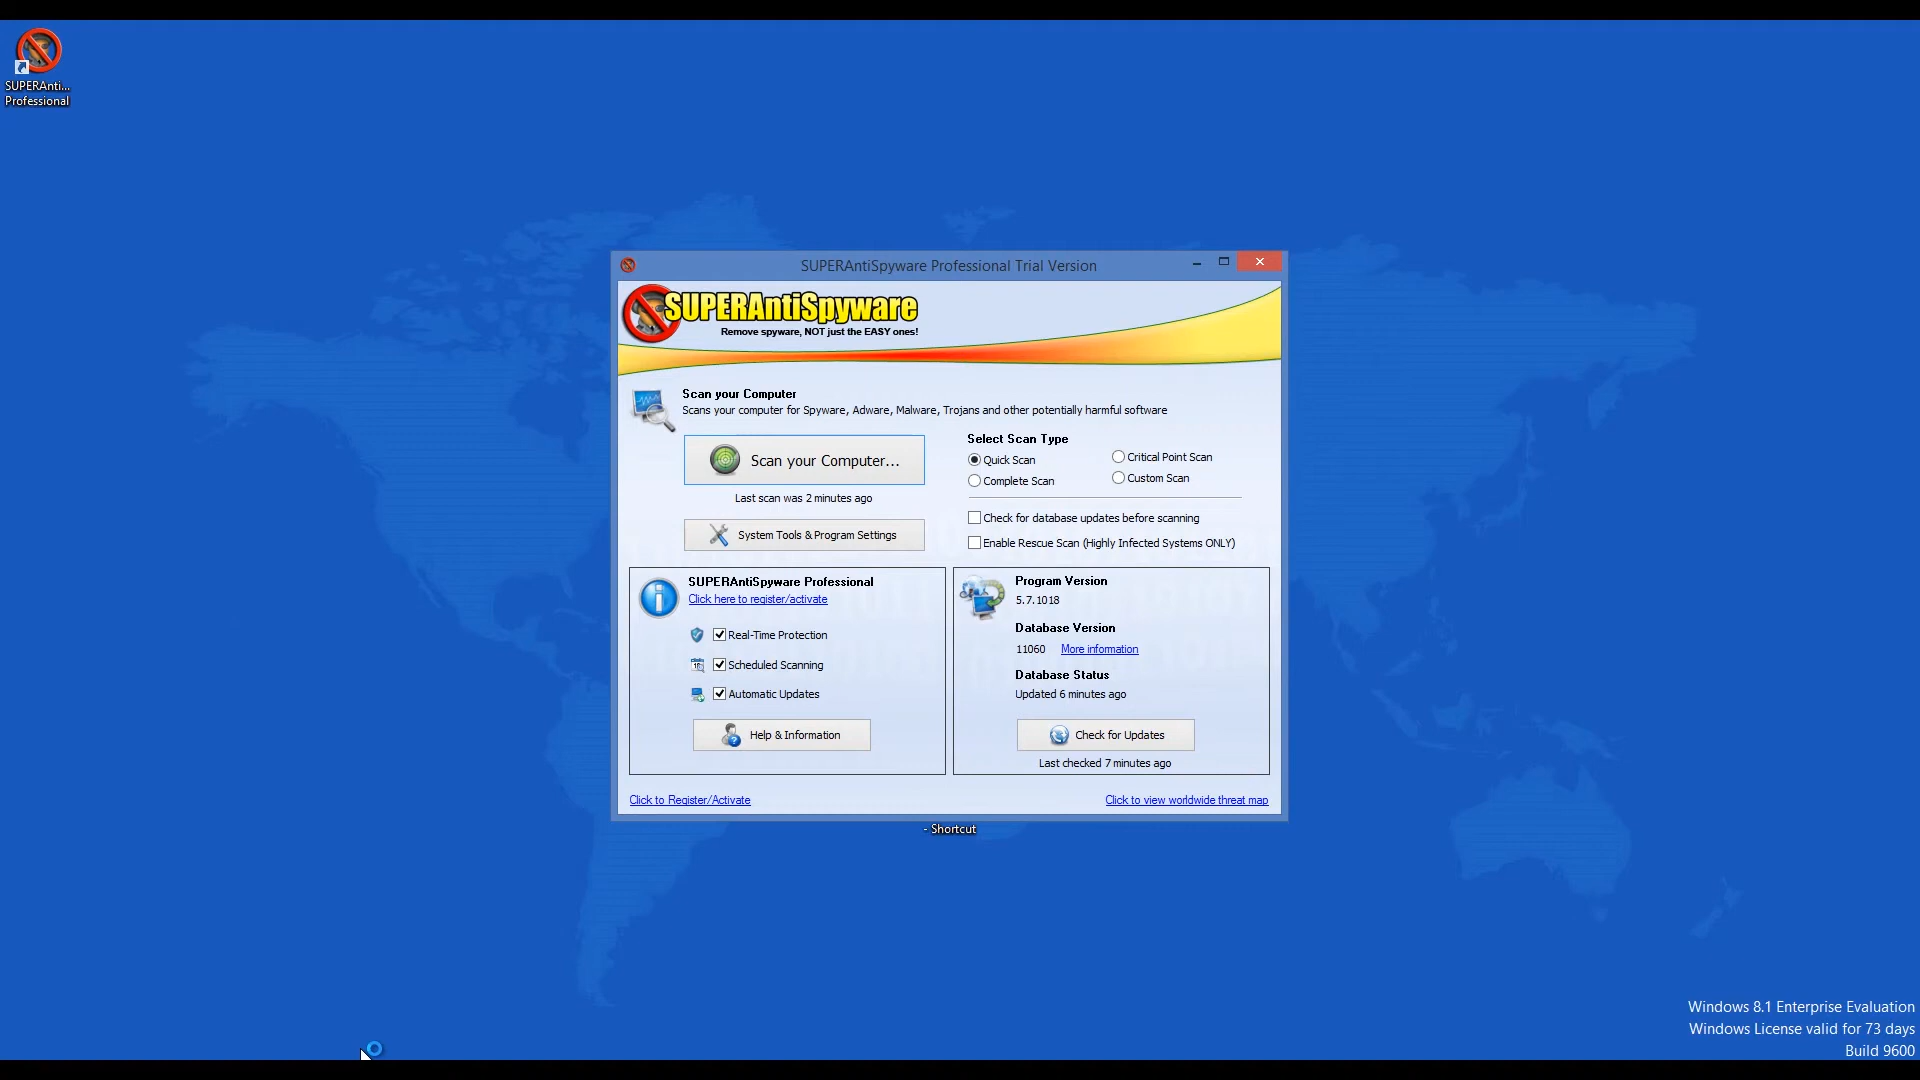 SUPERAnti...
Professional
SUPERAntiSpyware Professional Trial Version
SUPERAntiSpyware
Remove spyware, NOT just the EASY ones!
Scan your Computer
Scans your computer for Spyware, Adware, Malware, Trojans and other potentially harmful software
Scan your Computer...
Last scan was 2 minutes ago
System Tools & Program Settings
Select Scan Type
Quick Scan
Critical Point Scan
Complete Scan
Custom Scan
Check for database updates before scanning
Enable Rescue Scan (Highly Infected Systems ONLY)
SUPERAntiSpyware Professional
Click here to register/activate
Real-Time Protection
Scheduled Scanning
Automatic Updates
Help & Information
Program Version
5.7.1018
Database Version
11060 More information
Database Status
Updated 6 minutes ago
Check for Updates
Last checked 7 minutes ago
Click to Register/Activate
Click to view worldwide threat map
- Shortcut
Windows 8.1 Enterprise Evaluation
Windows License valid for 73 days
Build 9600